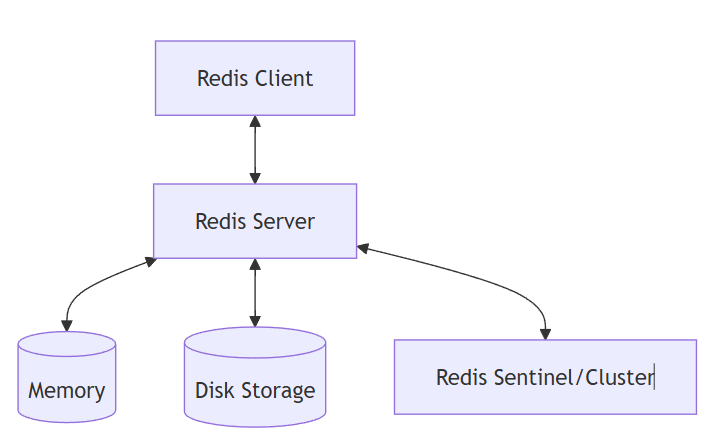 Redis Client
Redis Server
Memory
Disk Storage
Redis Sentinel/Cluster